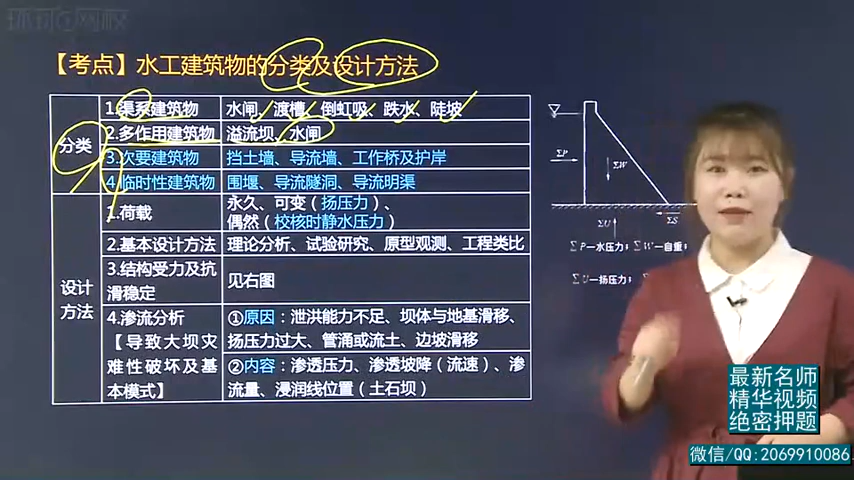 环球网校
【考点】水工建筑物的分类及设计方法
分类
1.渠系建筑物 水闸、渡槽、倒虹吸、跌水、陡坡
2.多作用建筑物 溢流坝、水闸
3.次要建筑物 挡土墙、导流墙、工作桥及护岸
4.临时性建筑物 围堰、导流隧洞、导流明渠
设计
方法
1.荷载 永久、可变（扬压力）、
偶然（校核时静水压力）
2.基本设计方法 理论分析、试验研究、原型观测、工程类比
3.结构受力及抗
滑稳定
见右图
4.渗流分析
【导致大坝灾
难性破坏及基
本模式】
①原因：泄洪能力不足、坝体与地基滑移、
扬压力过大、管涌或流土、边坡滑移
②内容：渗透压力、渗透坡降（流速）、渗
流量、浸润线位置（土石坝）
ΣP
ΣW
ΣU
ΣS
ΣP—水压力；ΣW—自重；
ΣU—扬压力；
最新名师
精华视频
绝密押题
微信/QQ:2069910086